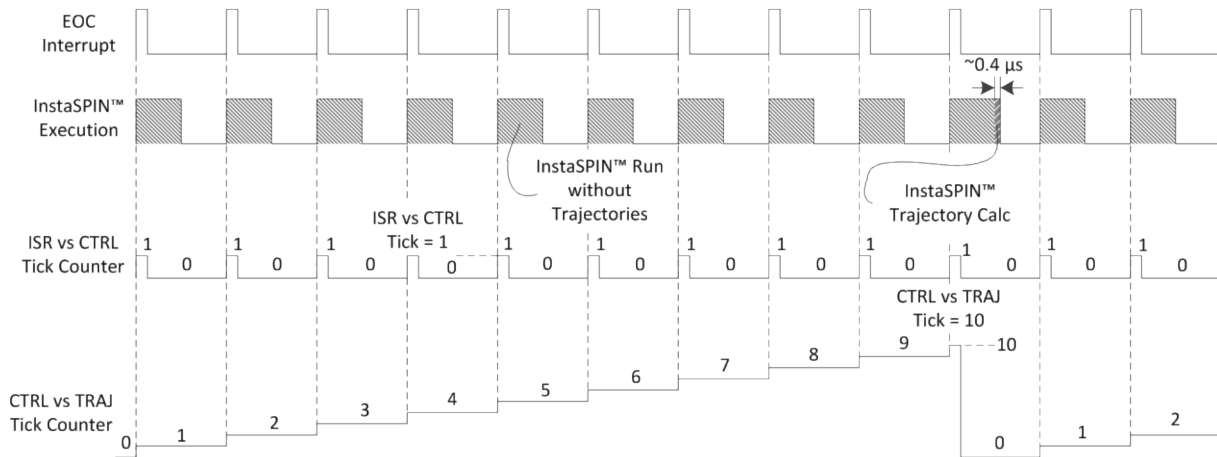 EOC
Interrupt
~0.4 µs
InstaSPIN™
Execution
InstaSPIN™ Run
without
Trajectories
InstaSPIN™
Trajectory Calc
ISR vs CTRL
Tick = 1
ISR vs CTRL
Tick Counter
1 1 1 1 1 1 1 1 1 1 1
0 0 0 0 0 0 0 0 0 0 0 0
CTRL vs TRAJ
Tick = 10
10
CTRL vs TRAJ
Tick Counter
0 1 2 3 4 5 6 7 8 9 0 1 2